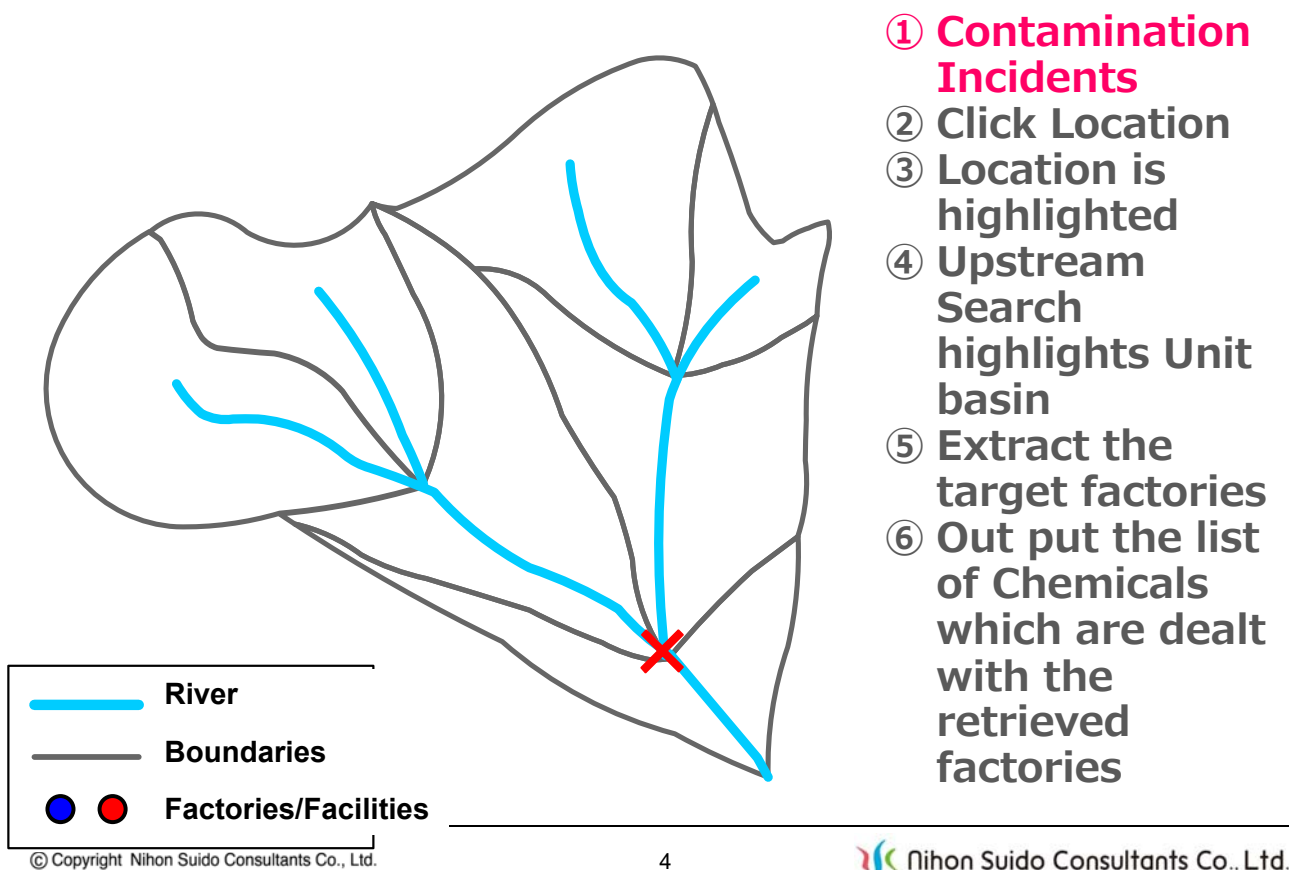 ① Contamination
Incidents
② Click Location
③ Location is
highlighted
④ Upstream
Search
highlights Unit
basin
⑤ Extract the
target factories
⑥ Out put the list
of Chemicals
which are dealt
with the
retrieved
factories
River
Boundaries
Factories/Facilities
© Copyright Nihon Suido Consultants Co., Ltd.
4
Nihon Suido Consultants Co., Ltd.